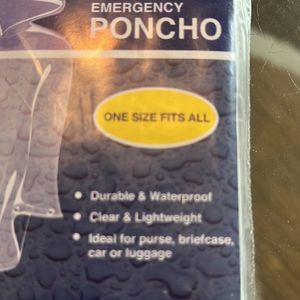 EMERGENCY
PONCHO
ONE SIZE FITS ALL
• Durable & Waterproof
• Clear & Lightweight
• Ideal for purse, briefcase,
car or luggage